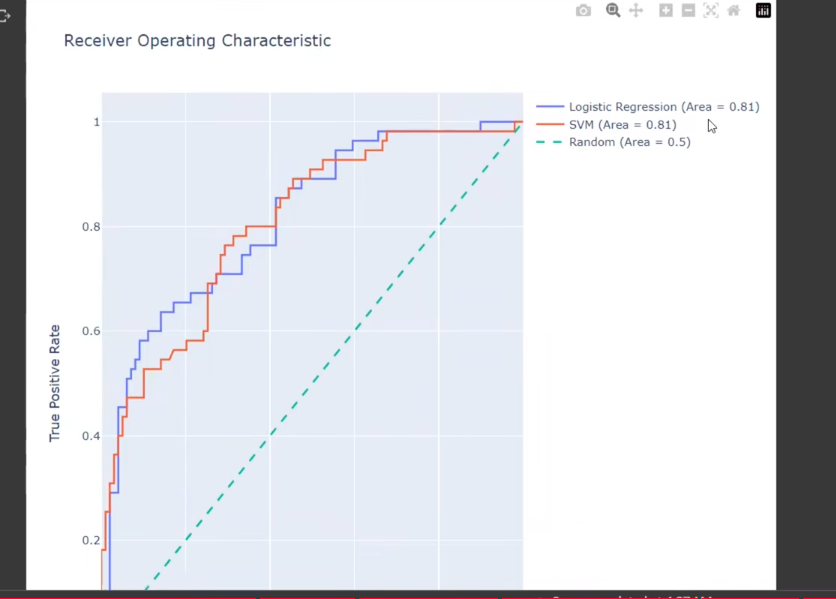 Receiver Operating Characteristic
Logistic Regression (Area = 0.81)
SVM (Area = 0.81)
Random (Area = 0.5)
1
0.8
0.6
0.4
0.2
True Positive Rate